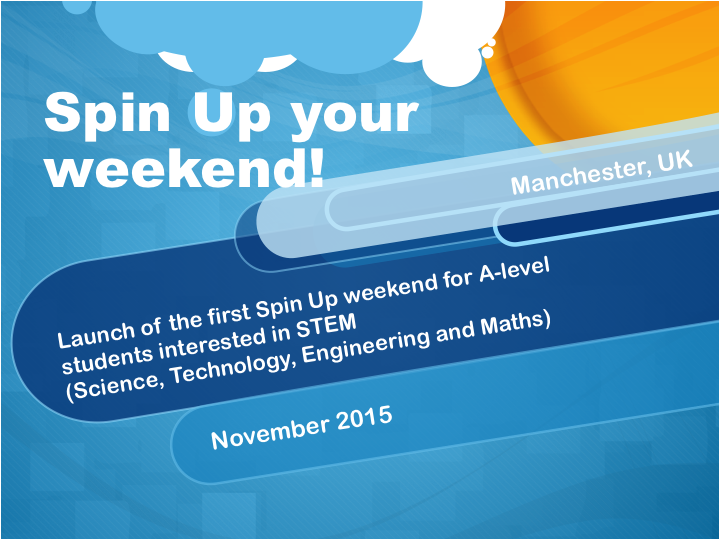 Spin Up your
weekend!
Manchester, UK
Launch of the first Spin Up weekend for A-level
students interested in STEM
(Science, Technology, Engineering and Maths)
November 2015